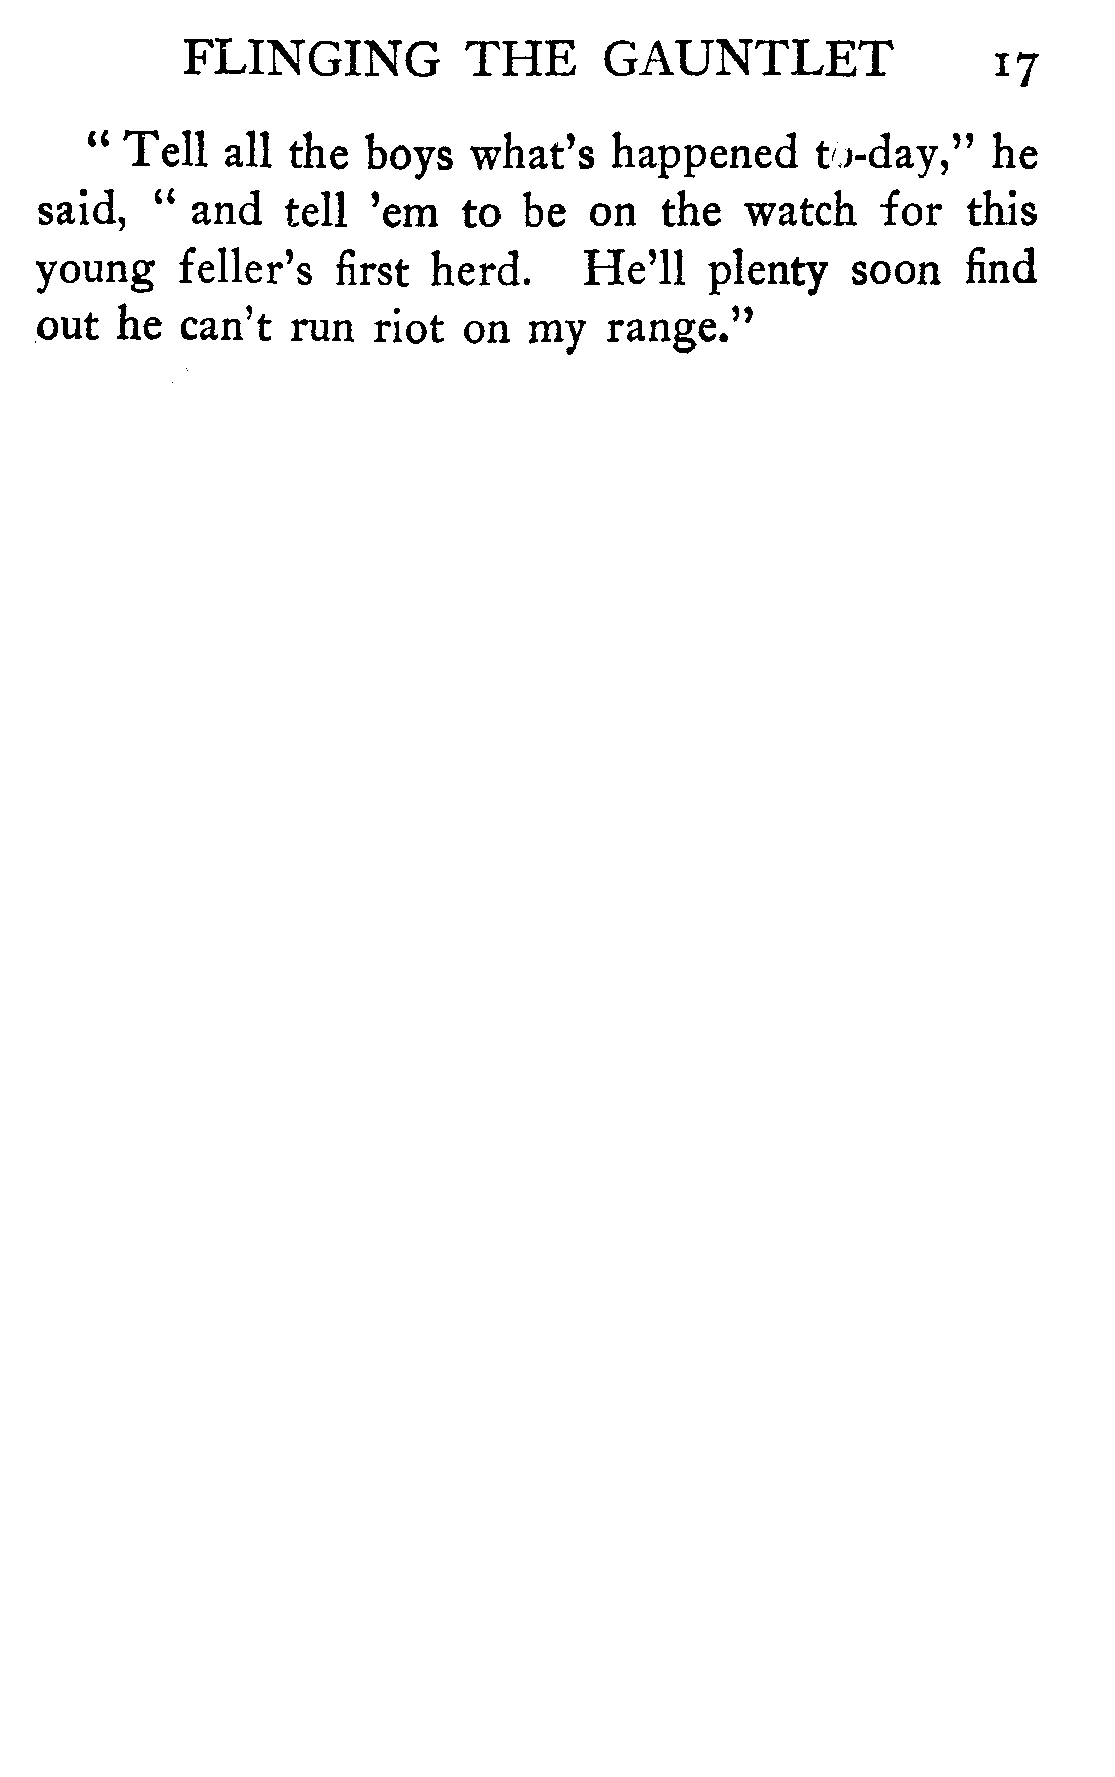 FLINGING THE GAUNTLET 17
“ Tell all the boys what's happened to-day,” he
said, “ and tell 'em to be on the watch for this
young feller's first herd. He'll plenty soon find
out he can't run riot on my range.”